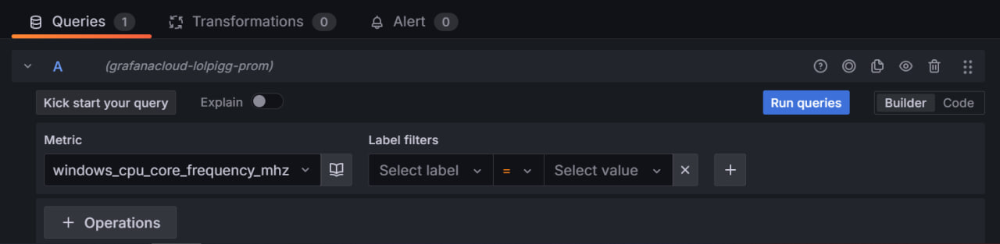 Queries 1 Transformations 0 Alert 0
A (grafanacloud-lolpigg-prom)
Kick start your query Explain Run queries Builder Code
Metric Label filters
windows_cpu_core_frequency_mhz Select label = Select value
+ Operations